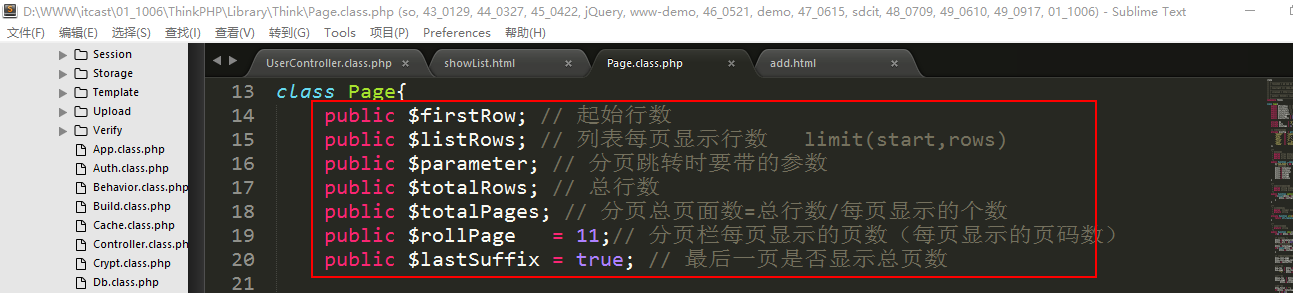 D:\WWW\itcast\01_1006\ThinkPHP\Library\Think\Page.class.php (so, 43_0129, 44_0327, 45_0422, jQuery, www-demo, 46_0521, demo, 47_0615, sdcit, 48_0709, 49_0610, 49_0917, 01_1006) - Sublime Text
文件(F) 编辑(E) 选择(S) 查找(I) 查看(V) 转到(G) Tools 项目(P) Preferences 帮助(H)
Session
Storage
Template
Upload
Verify
App.class.php
Auth.class.php
Behavior.class.php
Build.class.php
Cache.class.php
Controller.class.ph
Crypt.class.php
Db.class.php
UserController.class.php × showList.html × Page.class.php × add.html ×
13 class Page{
14 public $firstRow; // 起始行数
15 public $listRows; // 列表每页显示行数 limit(start,rows)
16 public $parameter; // 分页跳转时要带的参数
17 public $totalRows; // 总行数
18 public $totalPages; // 分页总页面数=总行数/每页显示的个数
19 public $rollPage = 11;// 分页栏每页显示的页数（每页显示的页码数）
20 public $lastSuffix = true; // 最后一页是否显示总页数
21